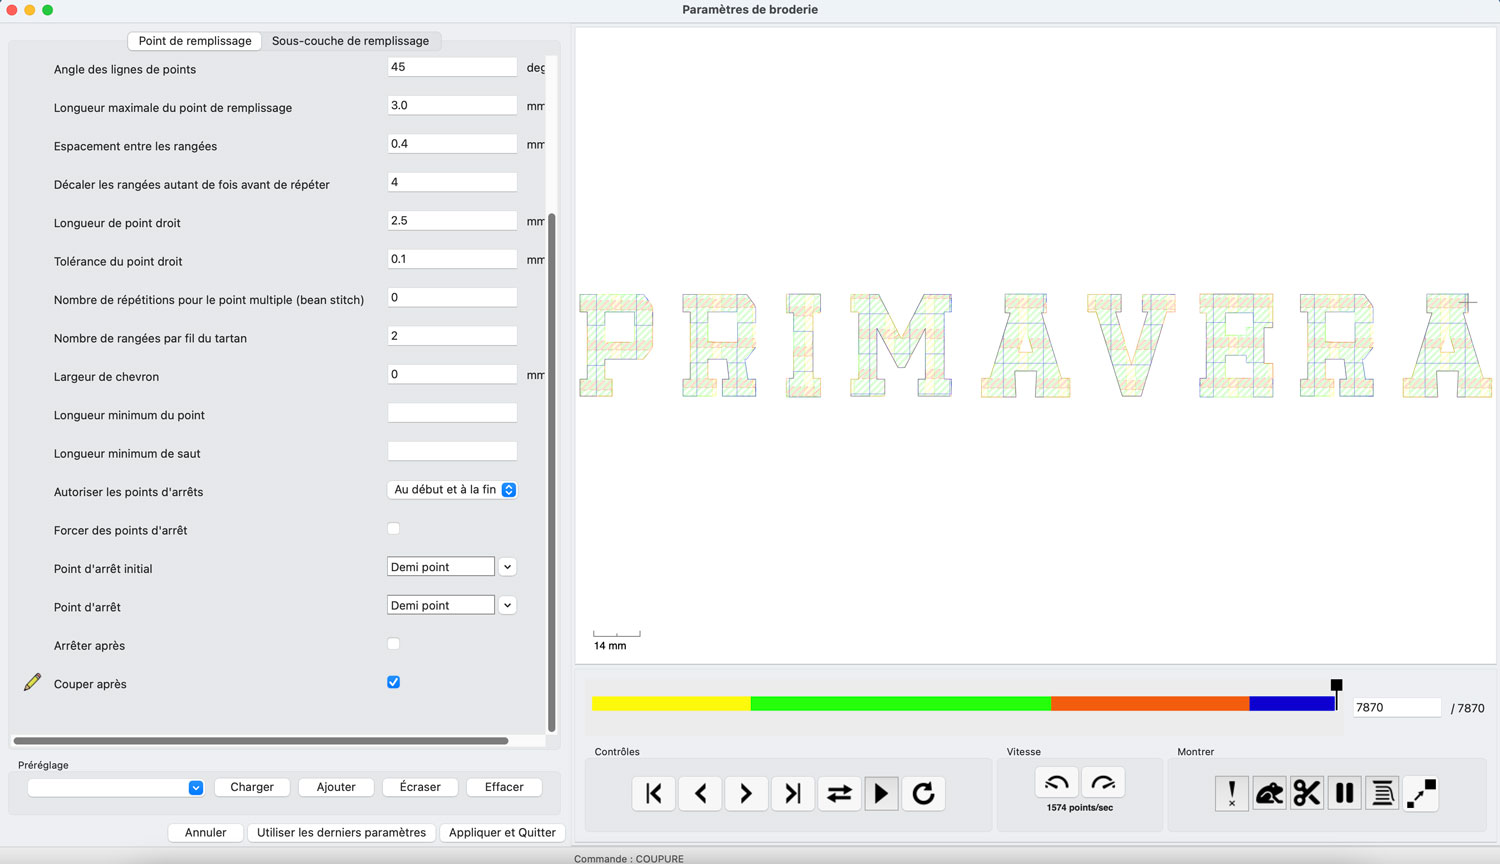 Paramètres de broderie
Point de remplissage
Sous-couche de remplissage
Angle des lignes de points
45
deg
Longueur maximale du point de remplissage
3.0
mm
Espacement entre les rangées
0.4
mm
Décaler les rangées autant de fois avant de répéter
4
Longueur de point droit
2.5
mm
Tolérance du point droit
0.1
mm
Nombre de répétitions pour le point multiple (bean stitch)
0
Nombre de rangées par fil du tartan
2
Largeur de chevron
0
mm
Longueur minimum du point
Longueur minimum de saut
Autoriser les points d'arrêts
Au début et à la fin
Forcer des points d'arrêt
Point d'arrêt initial
Demi point
Point d'arrêt
Demi point
Arrêter après
Couper après
Préréglage
Charger
Ajouter
Écraser
Effacer
Annuler
Utiliser les derniers paramètres
Appliquer et Quitter
PRIMAVERA
14 mm
7870
/ 7870
Contrôles
Vitesse
1574 points/sec
Montrer
Commande : COUPURE